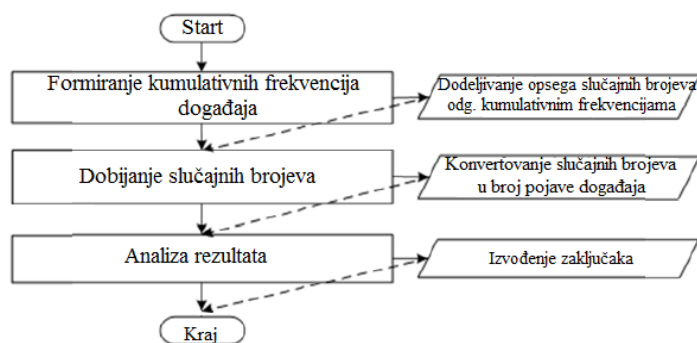 Start
Formiranje kumulativnih frekvencija
događaja
Dodeljivanje opsega slučajnih brojeva
odg. kumulativnim frekvencijama
Dobijanje slučajnih brojeva
Konvertovanje slučajnih brojeva
u broj pojave događaja
Analiza rezultata
Izvođenje zaključaka
Kraj